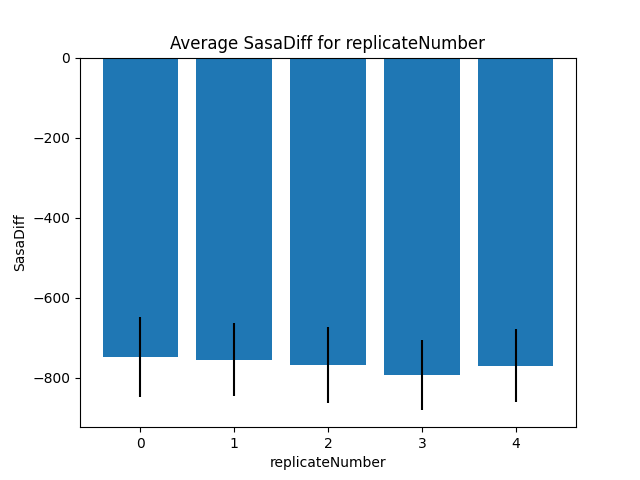 Average SasaDiff for replicateNumber
0
−200
−400
−600
−800
SasaDiff
0 1 2 3 4
replicateNumber